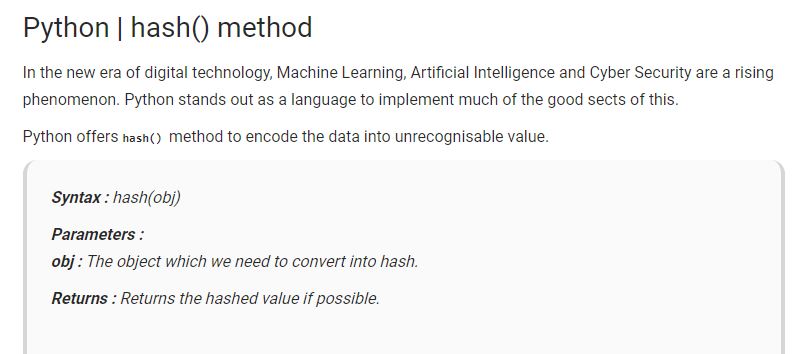 Python | hash() method
In the new era of digital technology, Machine Learning, Artificial Intelligence and Cyber Security are a rising
phenomenon. Python stands out as a language to implement much of the good sects of this.
Python offers hash() method to encode the data into unrecognisable value.
Syntax : hash(obj)
Parameters :
obj : The object which we need to convert into hash.
Returns : Returns the hashed value if possible.